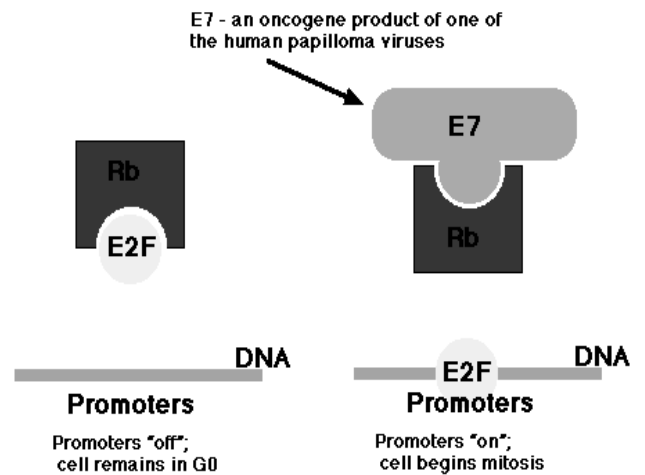 E7 - an oncogene product of one of
the human papilloma viruses
E7
Rb
E2F
Rb
DNA
Promoters
Promoters "off";
cell remains in G0
E2F
DNA
Promoters
Promoters "on";
cell begins mitosis